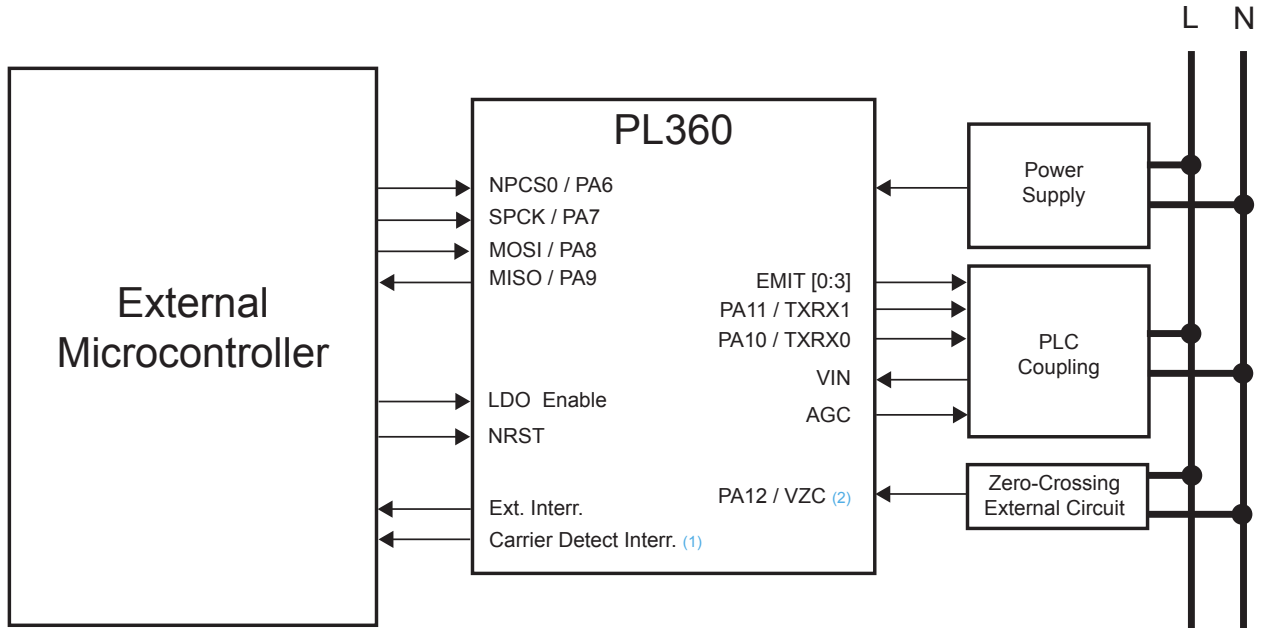 L N
PL360
External
Microcontroller
NPCS0 / PA6
SPCK / PA7
MOSI / PA8
MISO / PA9
LDO Enable
NRST
Ext. Interr.
Carrier Detect Interr. (1)
EMIT [0:3]
PA11 / TXRX1
PA10 / TXRX0
VIN
AGC
PA12 / VZC (2)
Power
Supply
PLC
Coupling
Zero-Crossing
External Circuit